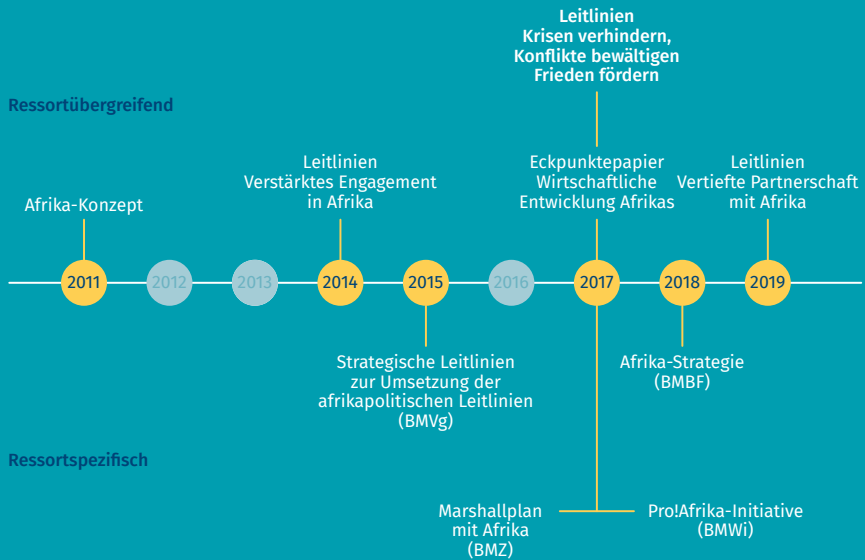 Leitlinien
Krisen verhindern,
Konflikte bewältigen
Frieden fördern
Ressortübergreifend
Afrika-Konzept
Leitlinien
Verstärktes Engagement
in Afrika
Eckpunktepapier
Wirtschaftliche
Entwicklung Afrikas
Leitlinien
Vertiefte Partnerschaft
mit Afrika
2011 2012 2013 2014 2015 2016 2017 2018 2019
Strategische Leitlinien
zur Umsetzung der
afrikapolitischen Leitlinien
(BMVg)
Afrika-Strategie
(BMBF)
Ressortspezifisch
Marshallplan
mit Afrika
(BMZ)
Pro!Afrika-Initiative
(BMWi)